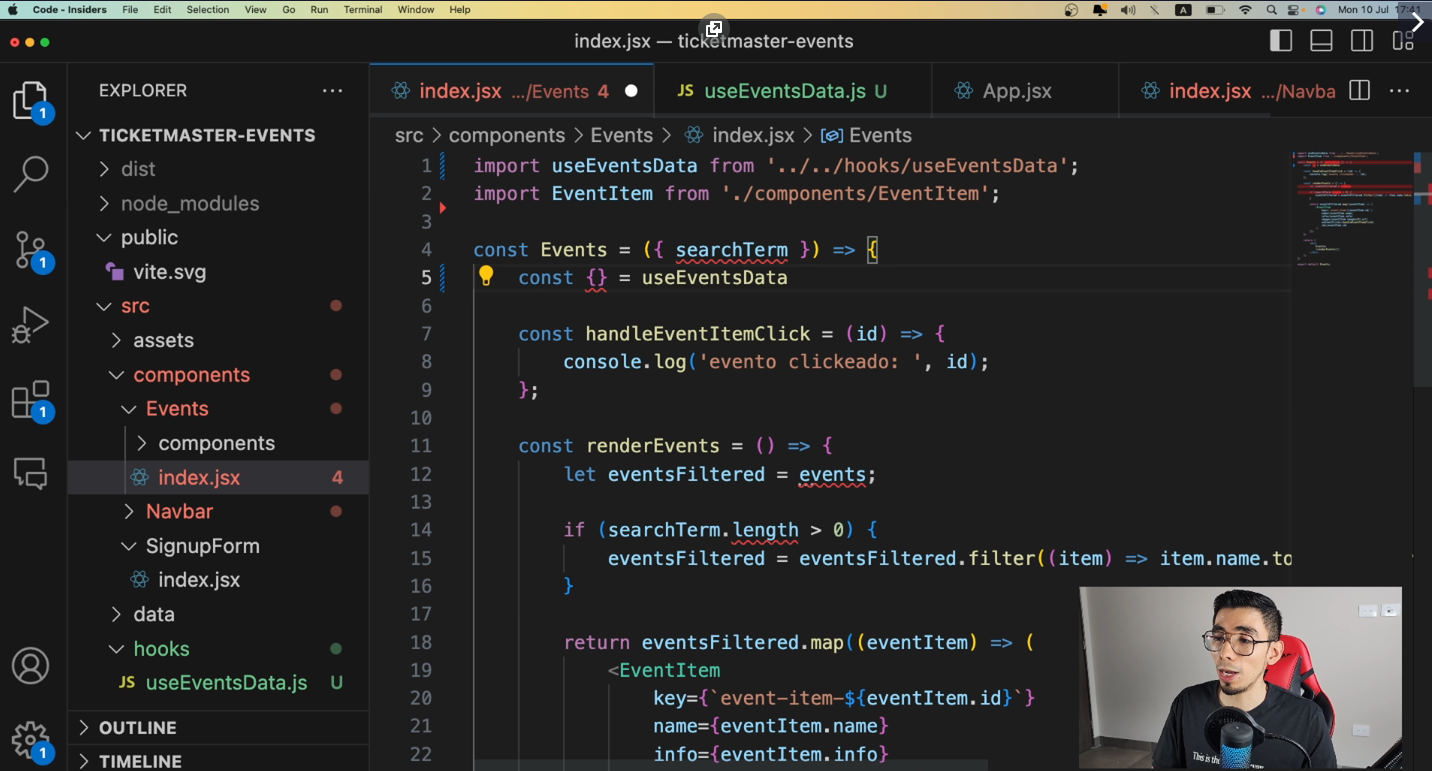 Code - Insiders File Edit Selection View Go Run Terminal Window Help A Mon 10 Jul 17:41
index.jsx — ticketmaster-events
EXPLORER
index.jsx .../Events 4
JS useEventsData.js U
App.jsx
index.jsx .../Navba
TICKETMASTER-EVENTS
dist
node_modules
public
vite.svg
src
assets
components
Events
components
index.jsx 4
Navbar
SignupForm
index.jsx
data
hooks
JS useEventsData.js U
OUTLINE
TIMELINE
1
1
1
1
src > components > Events > index.jsx > Events
1 import useEventsData from '../../hooks/useEventsData';
2 import EventItem from './components/EventItem';
3
4 const Events = ({ searchTerm }) => {
5 const {} = useEventsData
6
7 const handleEventItemClick = (id) => {
8 console.log('evento clickeado: ', id);
9 };
10
11 const renderEvents = () => {
12 let eventsFiltered = events;
13
14 if (searchTerm.length > 0) {
15 eventsFiltered = eventsFiltered.filter((item) => item.name.to
16 }
17
18 return eventsFiltered.map((eventItem) => (
19 <EventItem
20 key={`event-item-${eventItem.id}`}
21 name={eventItem.name}
22 info={eventItem.info}
This is the